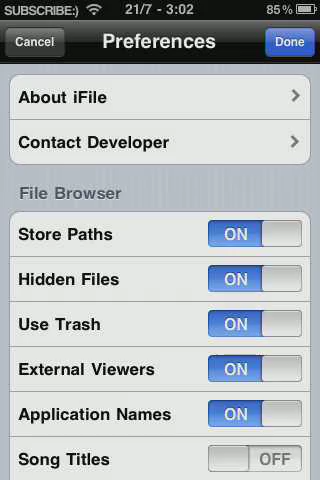 SUBSCRIBE:) 21/7 - 3:02 85%
Cancel Preferences Done
About iFile
Contact Developer
File Browser
Store Paths ON
Hidden Files ON
Use Trash ON
External Viewers ON
Application Names ON
Song Titles OFF